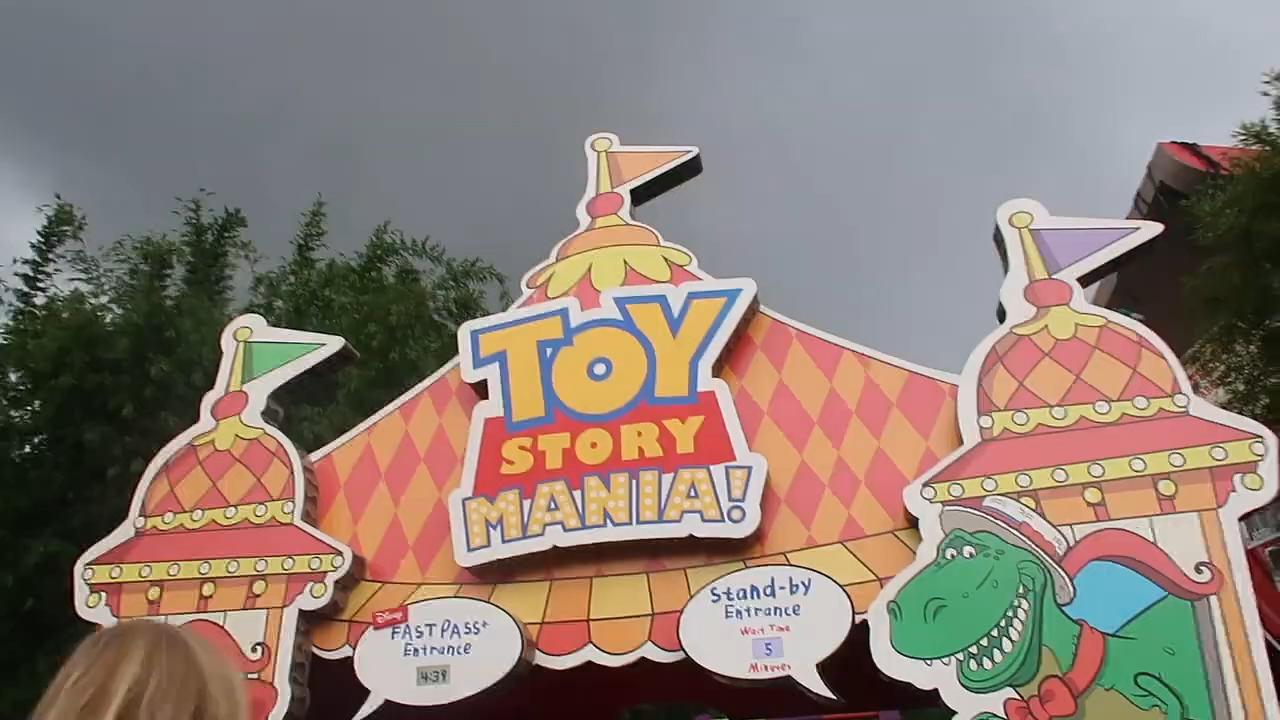 TOY
STORY
MANIA!
Disney
FASTPASS+
Entrance
4:39
Stand-by
Entrance
Wait Time
5
Minutes